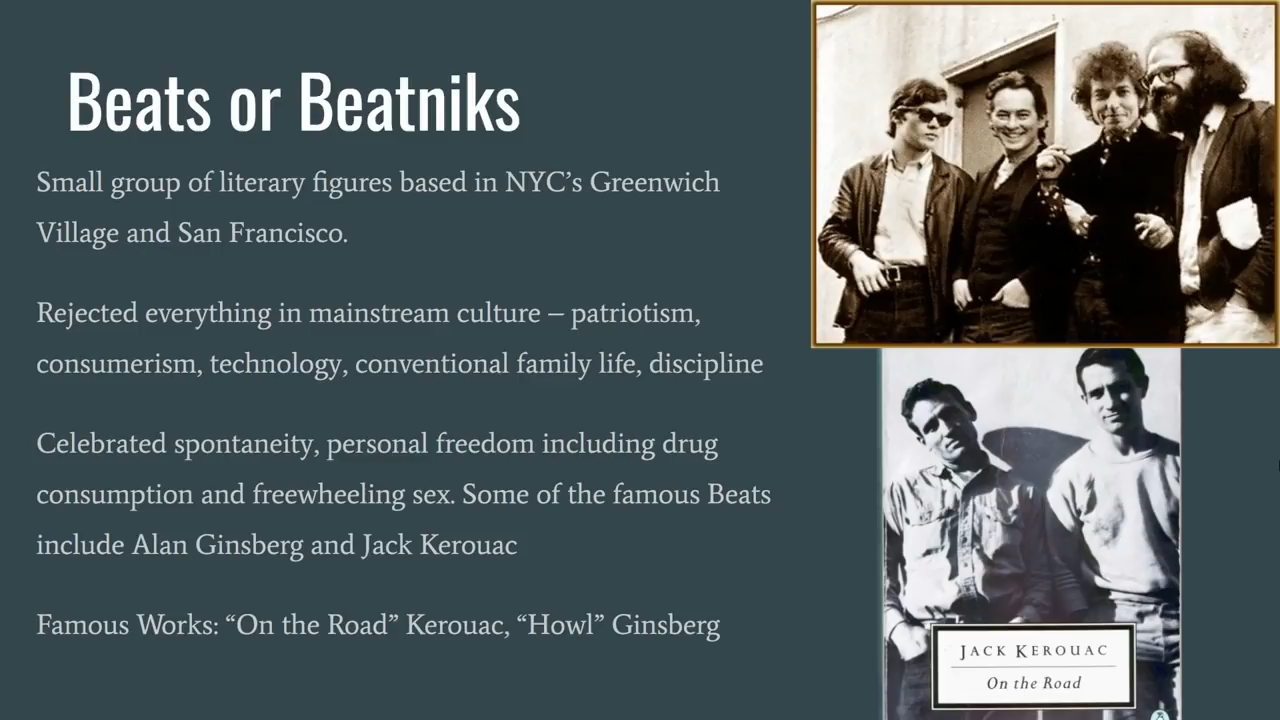 Beats or Beatniks
Small group of literary figures based in NYC’s Greenwich
Village and San Francisco.
Rejected everything in mainstream culture – patriotism,
consumerism, technology, conventional family life, discipline
Celebrated spontaneity, personal freedom including drug
consumption and freewheeling sex. Some of the famous Beats
include Alan Ginsberg and Jack Kerouac
Famous Works: “On the Road” Kerouac, “Howl” Ginsberg
JACK KEROUAC
On the Road